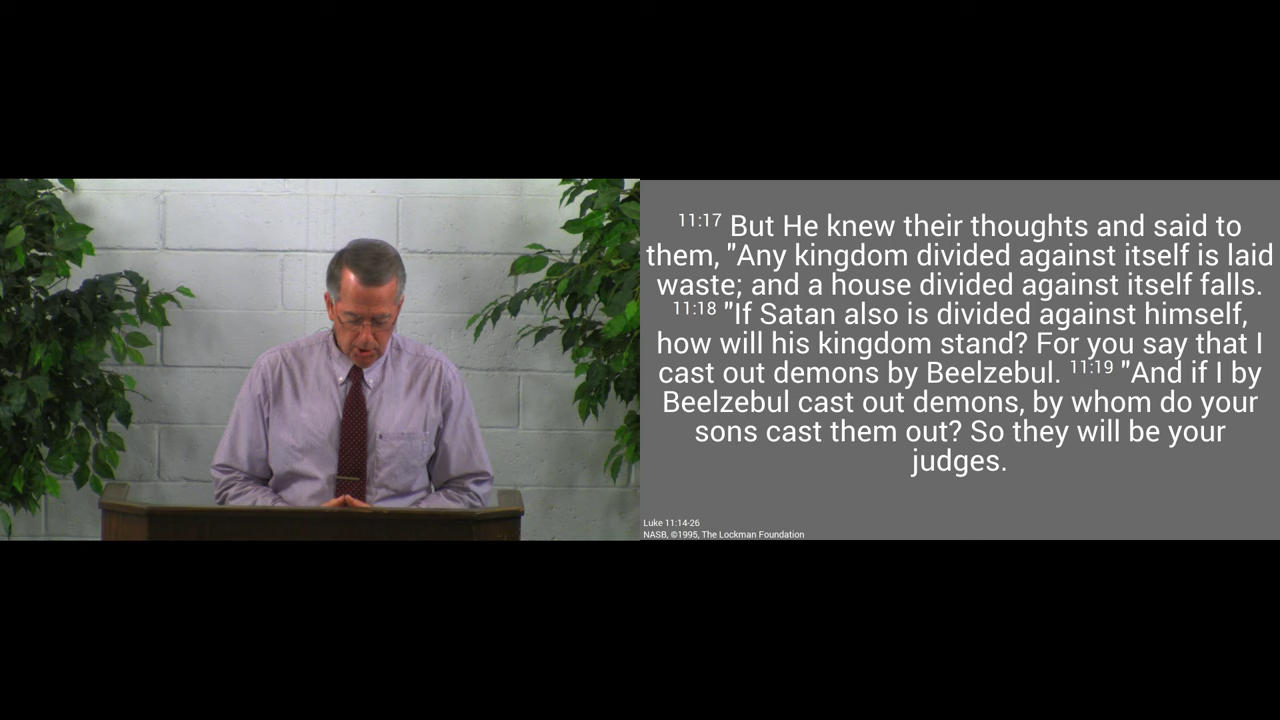 11:17 But He knew their thoughts and said to
them, "Any kingdom divided against itself is laid
waste; and a house divided against itself falls.
11:18 "If Satan also is divided against himself,
how will his kingdom stand? For you say that I
cast out demons by Beelzebul. 11:19 "And if I by
Beelzebul cast out demons, by whom do your
sons cast them out? So they will be your
judges.
Luke 11:14-26
NASB, ©1995, The Lockman Foundation